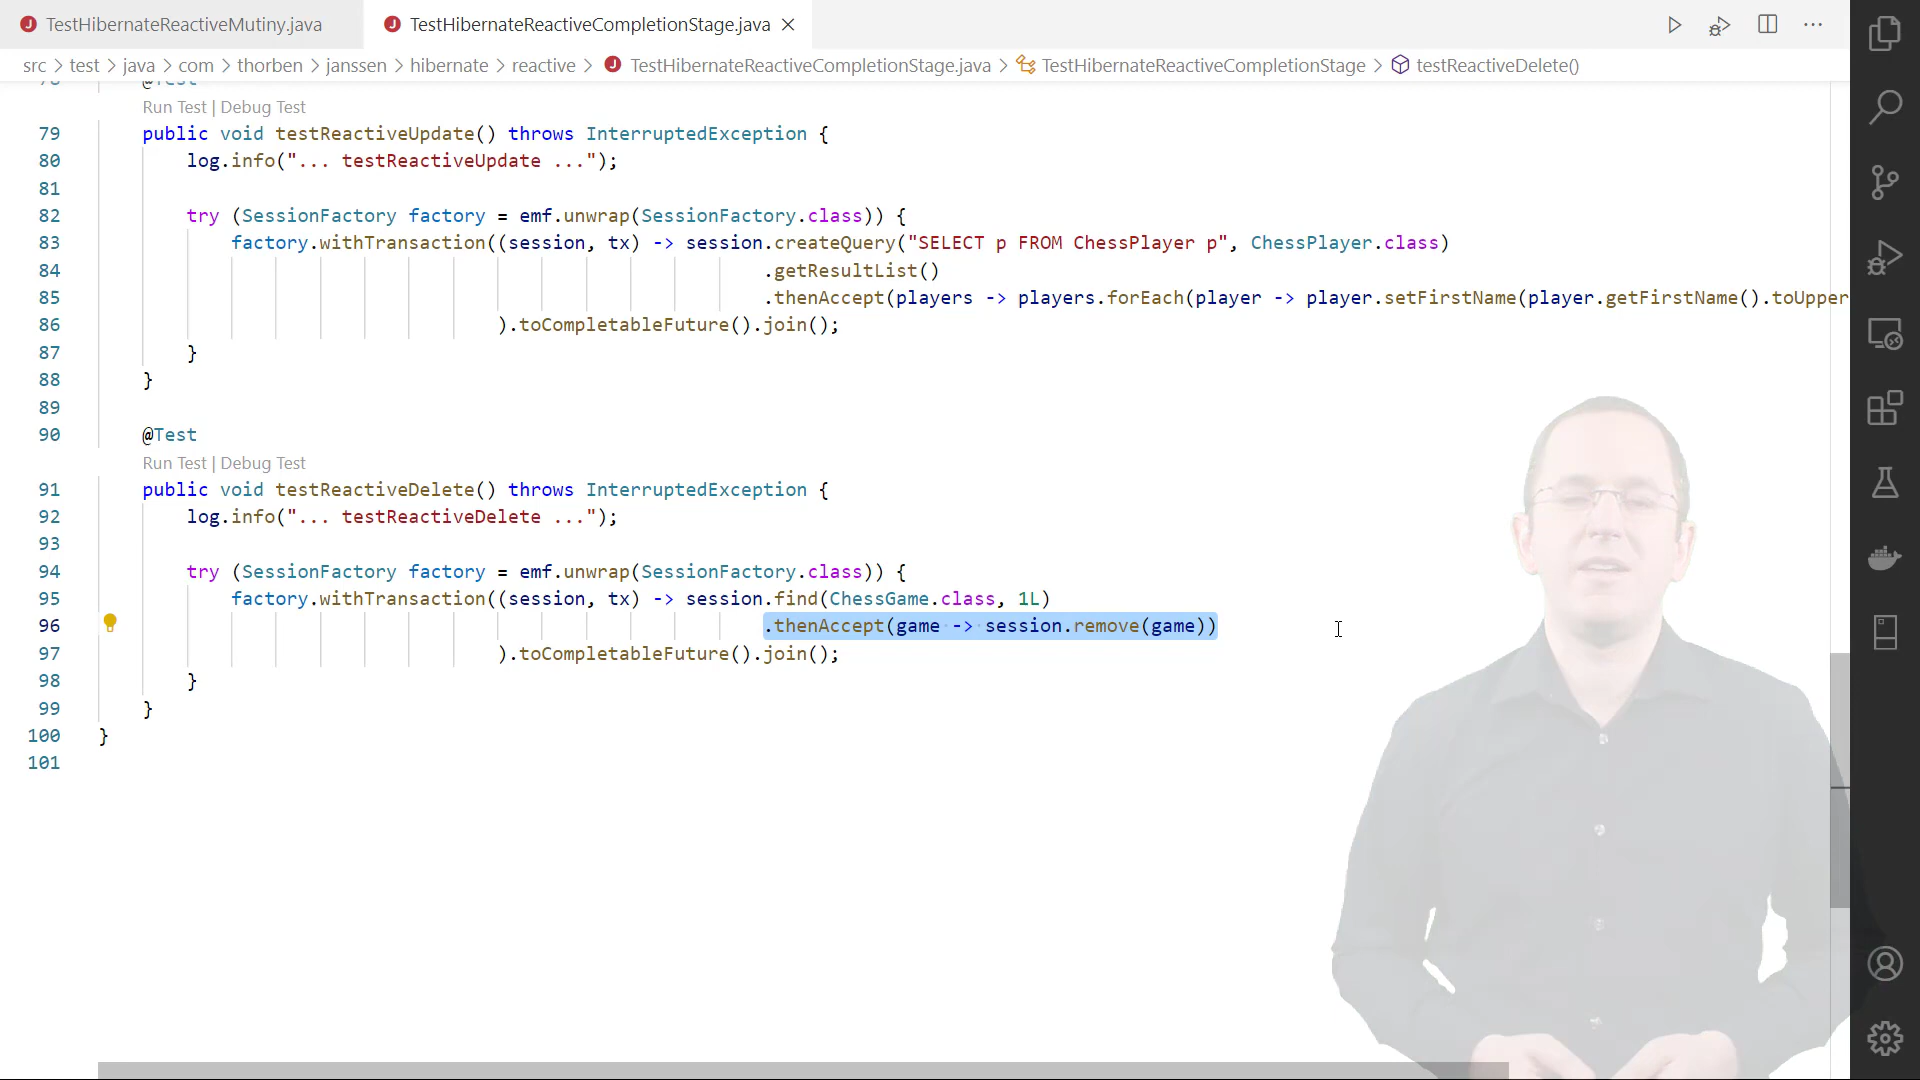 TestHibernateReactiveMutiny.java
TestHibernateReactiveCompletionStage.java
src > test > java > com > thorben > janssen > hibernate > reactive > TestHibernateReactiveCompletionStage.java > TestHibernateReactiveCompletionStage > testReactiveDelete()
Run Test | Debug Test
79 public void testReactiveUpdate() throws InterruptedException {
80 log.info("... testReactiveUpdate ...");
81
82 try (SessionFactory factory = emf.unwrap(SessionFactory.class)) {
83 factory.withTransaction((session, tx) -> session.createQuery("SELECT p FROM ChessPlayer p", ChessPlayer.class)
84 .getResultList()
85 .thenAccept(players -> players.forEach(player -> player.setFirstName(player.getFirstName().toUpper
86 ).toCompletableFuture().join();
87 }
88 }
89
90 @Test
Run Test | Debug Test
91 public void testReactiveDelete() throws InterruptedException {
92 log.info("... testReactiveDelete ...");
93
94 try (SessionFactory factory = emf.unwrap(SessionFactory.class)) {
95 factory.withTransaction((session, tx) -> session.find(ChessGame.class, 1L)
96 .thenAccept(game -> session.remove(game))
97 ).toCompletableFuture().join();
98 }
99 }
100 }
101